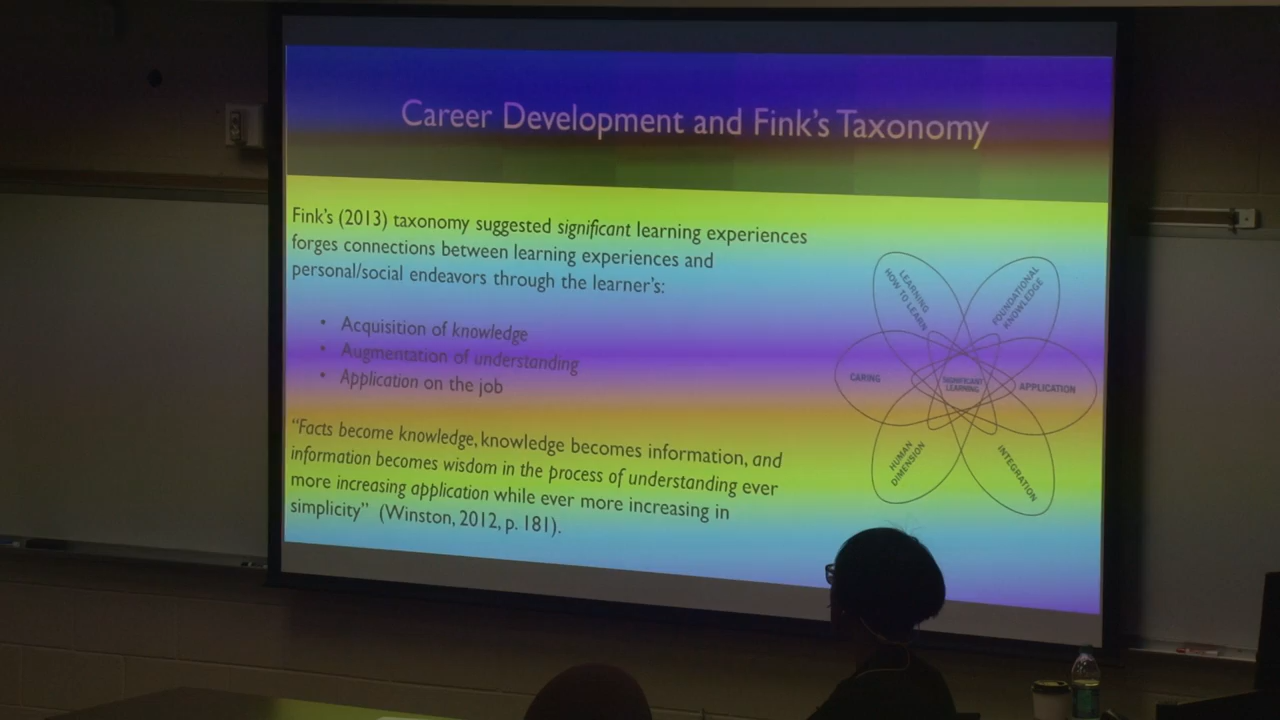 Career Development and Fink's Taxonomy
Fink's (2013) taxonomy suggested significant learning experiences
forges connections between learning experiences and
personal/social endeavors through the learner's:
• Acquisition of knowledge
• Augmentation of understanding
• Application on the job
"Facts become knowledge, knowledge becomes information, and
information becomes wisdom in the process of understanding ever
more increasing application while ever more increasing in
simplicity" (Winston, 2012, p. 181).
LEARNING
HOW TO LEARN
FOUNDATIONAL
KNOWLEDGE
CARING
SIGNIFICANT
LEARNING
APPLICATION
HUMAN
DIMENSION
INTEGRATION